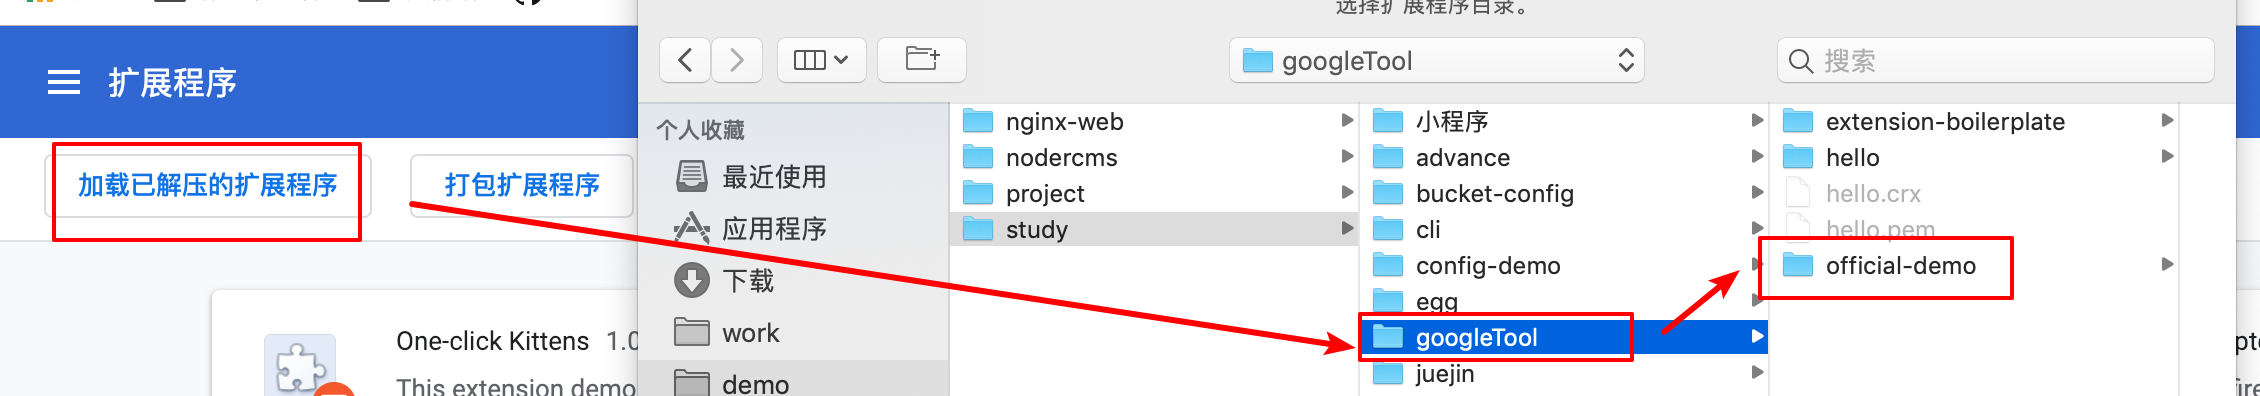 选择扩展程序目录。
扩展程序
googleTool
搜索
加载已解压的扩展程序
打包扩展程序
One-click Kittens 1.0
This extension demo
个人收藏
最近使用
应用程序
下载
work
demo
nginx-web
nodercms
project
study
小程序
advance
bucket-config
cli
config-demo
egg
googleTool
juejin
extension-boilerplate
hello
hello.crx
hello.pem
official-demo